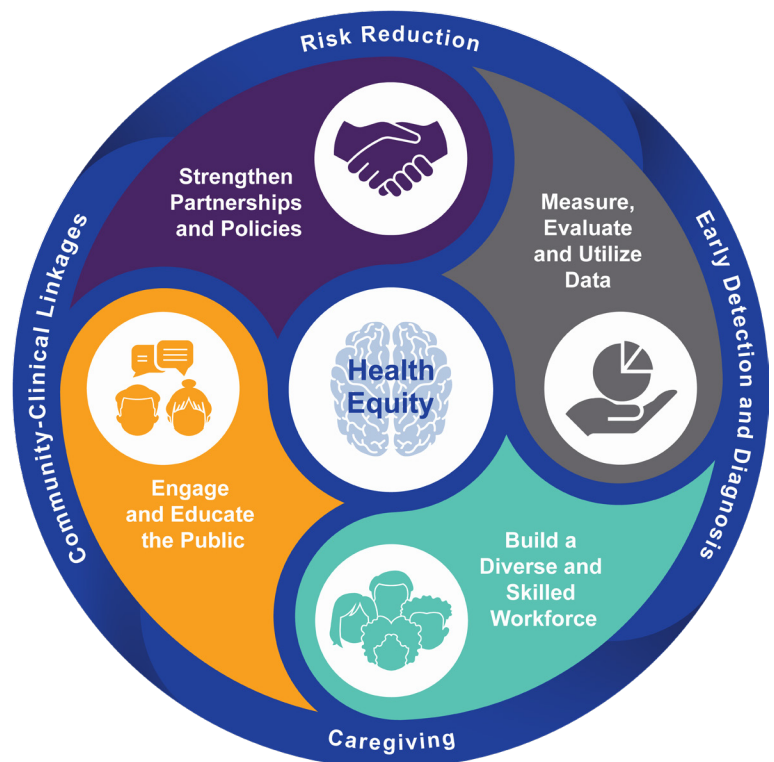 Risk Reduction
Strengthen
Partnerships
and Policies
Measure,
Evaluate
and Utilize
Data
Early Detection and Diagnosis
Community-Clinical Linkages
Health
Equity
Engage
and Educate
the Public
Build a
Diverse and
Skilled
Workforce
Caregiving